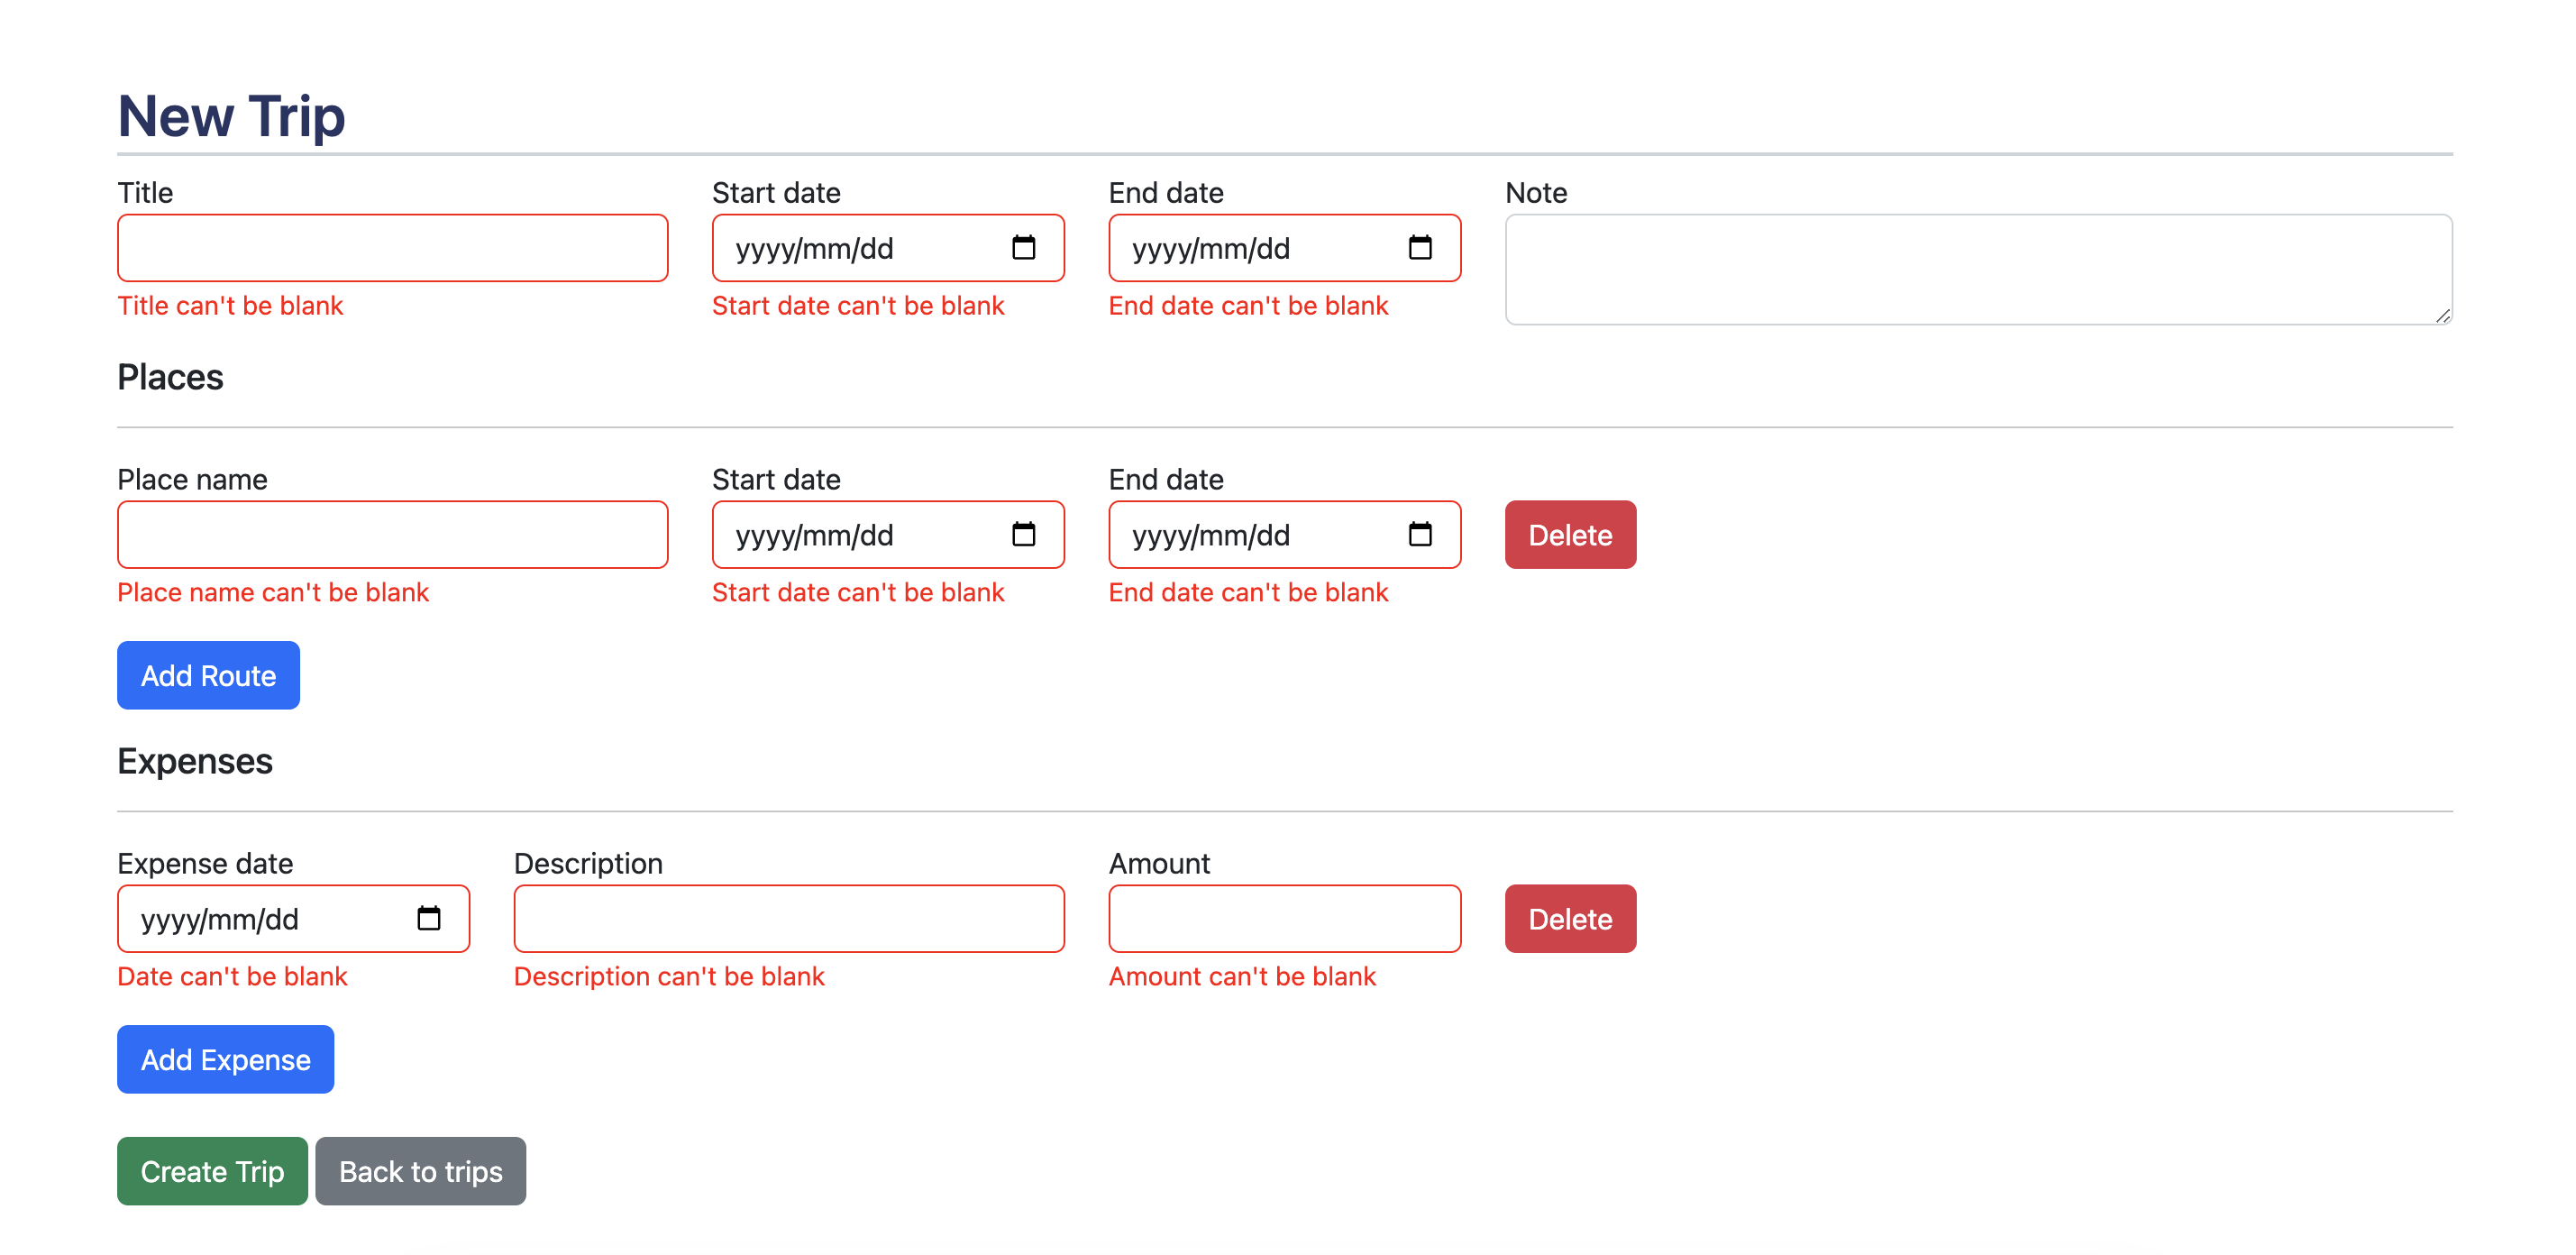 New Trip
Title Start date End date Note
yyyy/mm/dd yyyy/mm/dd
Title can't be blank Start date can't be blank End date can't be blank
Places
Place name Start date End date
yyyy/mm/dd yyyy/mm/dd Delete
Place name can't be blank Start date can't be blank End date can't be blank
Add Route
Expenses
Expense date Description Amount
yyyy/mm/dd Delete
Date can't be blank Description can't be blank Amount can't be blank
Add Expense
Create Trip Back to trips